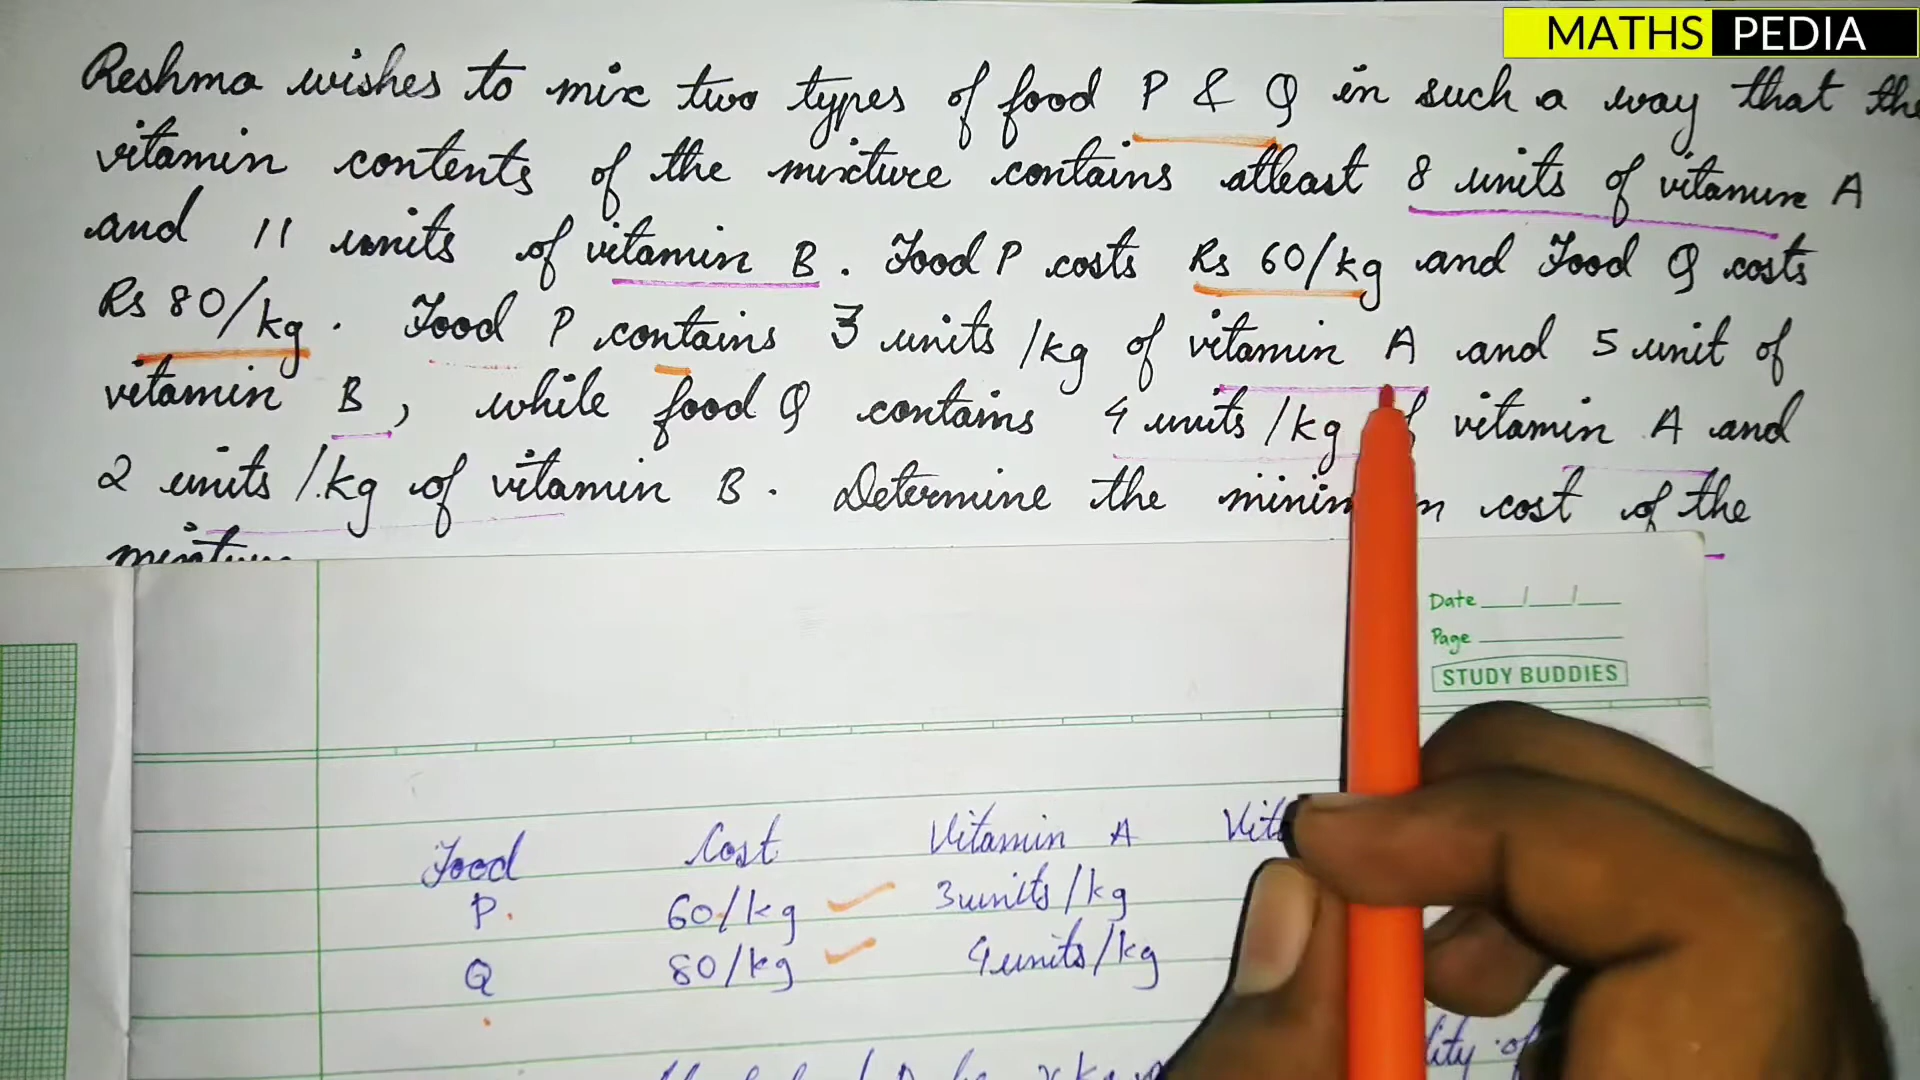 MATHS PEDIA
Reshma wishes to mix two types of food P & Q in such a way that the
vitamin contents of the mixture contains atleast 8 units of vitamin A
and 11 units of vitamin B. Food P costs Rs 60/kg and Food Q costs
Rs 80/kg. Food P contains 3 units /kg of vitamin A and 5 unit of
vitamin B, while food Q contains 4 units /kg vitamin A and
2 units /.kg of vitamin B. Determine the cost of the
Date
Page
STUDY BUDDIES
Food Cost Vitamin A
P. 60/kg 3units/kg
Q 80/kg 4units/kg